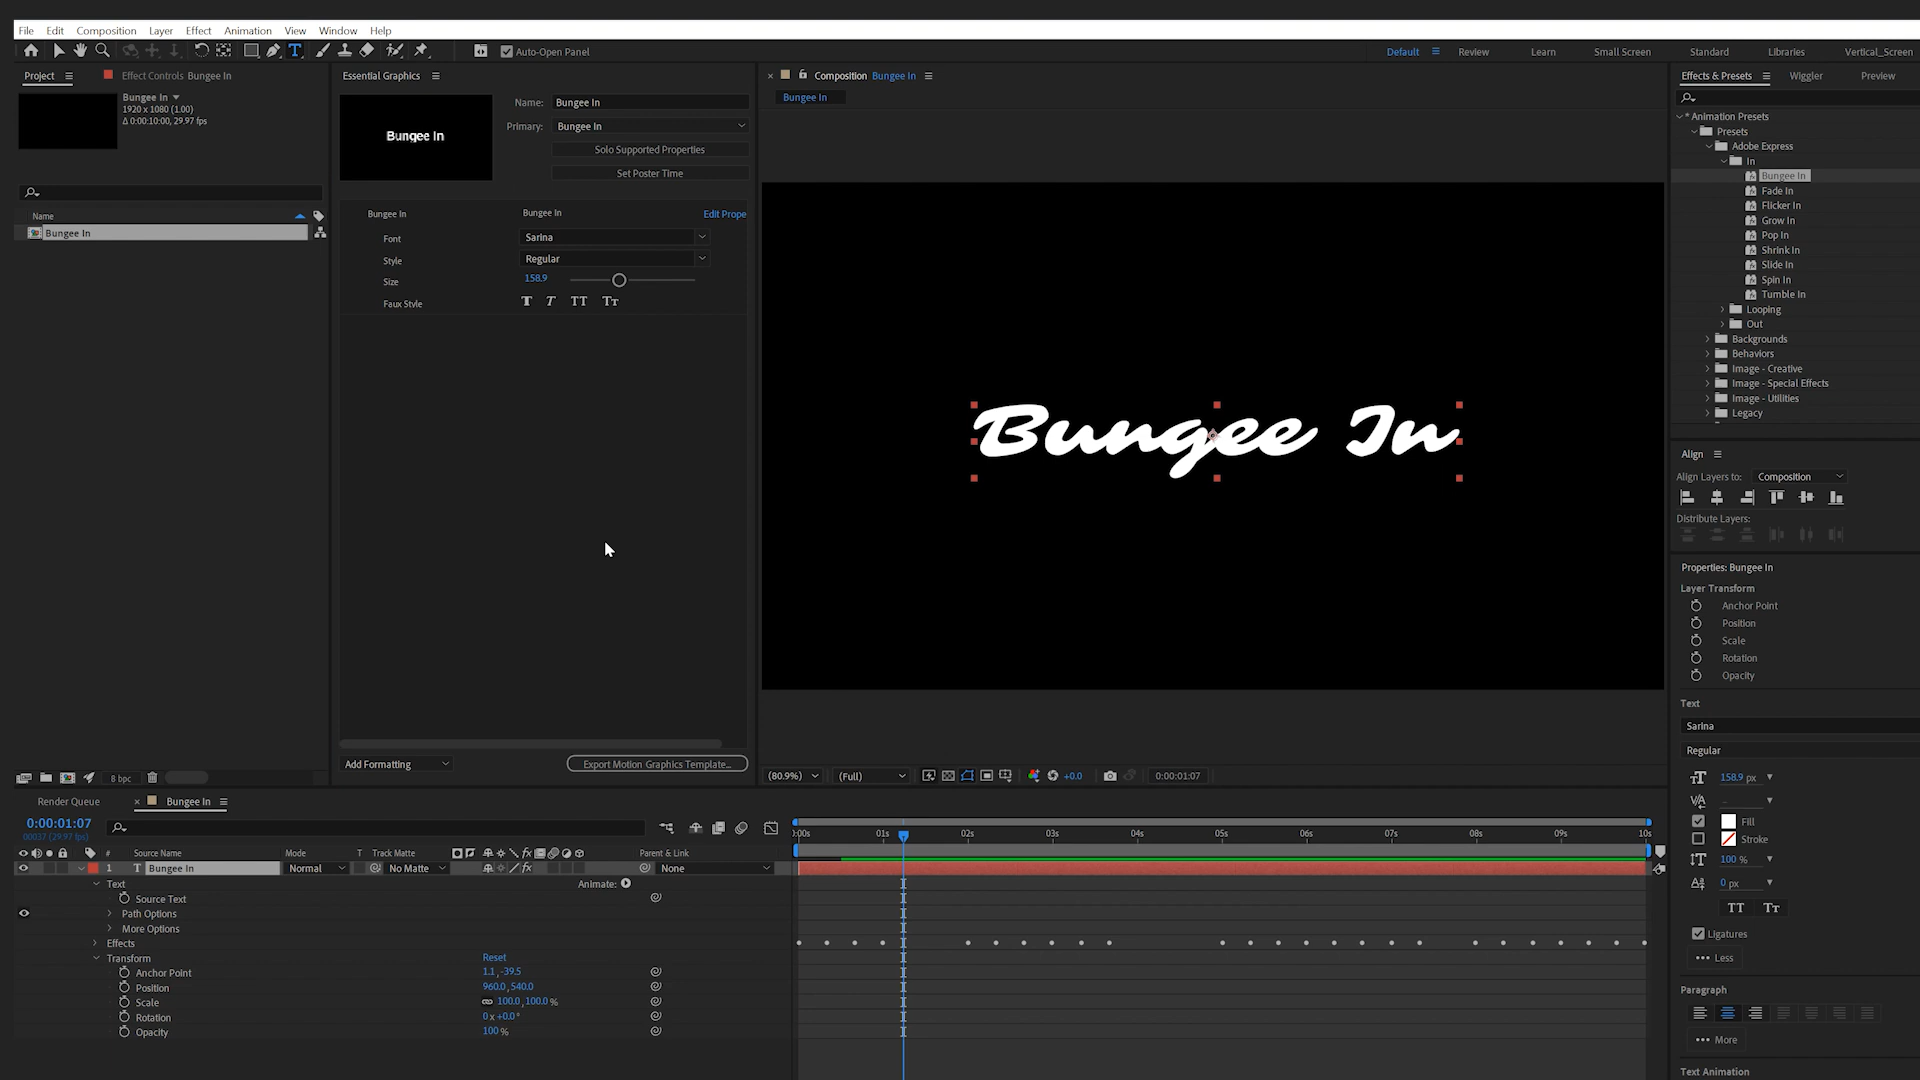 File Edit Composition Layer Effect Animation View Window Help
Auto-Open Panel
Default Review Learn Small Screen Standard Libraries Vertical_Screen
Project
Effect Controls Bungee In
Bungee In
1920 x 1080 (1.00)
Δ 0:00:10:00, 29.97 fps
Name
Bungee In
8 bpc
Essential Graphics
Bungee In
Name: Bungee In
Primary: Bungee In
Solo Supported Properties
Set Poster Time
Bungee In Bungee In Edit Prope
Font Sarina
Style Regular
Size 158.9
Faux Style T T TT Tt
Add Formatting
Export Motion Graphics Template...
Composition Bungee In
Bungee In
Bungee In
(80.9%) (Full) +0.0 0:00:01:07
Effects & Presets Wiggler Preview
* Animation Presets
Presets
Adobe Express
In
Bungee In
Fade In
Flicker In
Grow In
Pop In
Shrink In
Slide In
Spin In
Tumble In
Looping
Out
Backgrounds
Behaviors
Image - Creative
Image - Special Effects
Image - Utilities
Legacy
Align
Align Layers to: Composition
Distribute Layers:
Properties: Bungee In
Layer Transform
Anchor Point
Position
Scale
Rotation
Opacity
Text
Sarina
Regular
158.9 px
Fill
Stroke
100 %
0 px
TT Tt
Ligatures
Less
Paragraph
More
Text Animation
Render Queue Bungee In
0:00:01:07
00037 (29.97 fps)
# Source Name Mode T Track Matte Parent & Link
1 T Bungee In Normal No Matte None
Text Animate:
Source Text
Path Options
More Options
Effects
Transform Reset
Anchor Point 1.1,-39.5
Position 960.0,540.0
Scale 100.0,100.0 %
Rotation 0 x +0.0°
Opacity 100 %
:00s 01s 02s 03s 04s 05s 06s 07s 08s 09s 10s